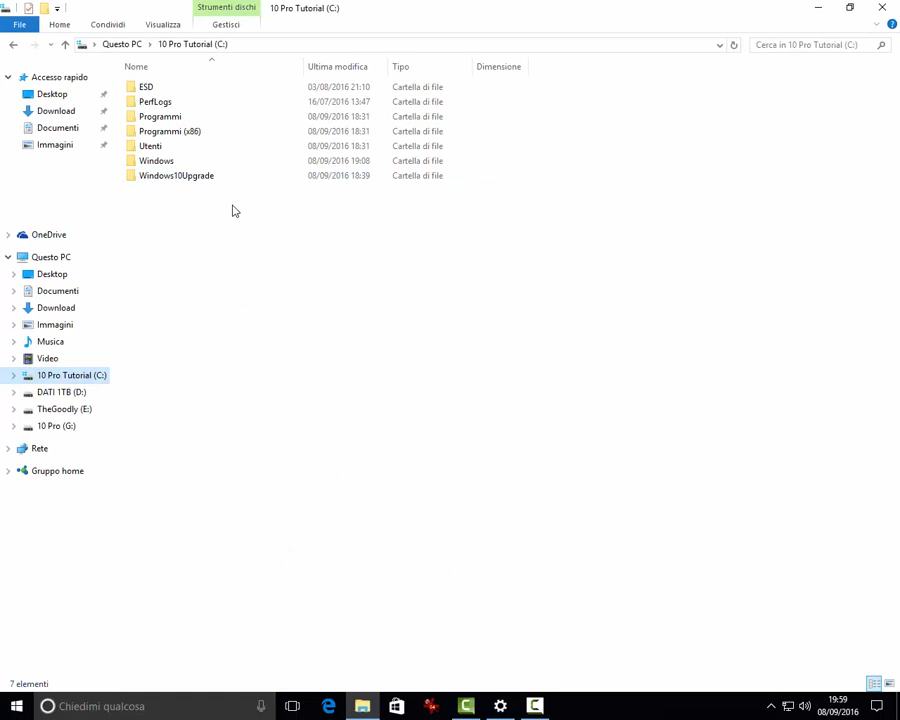 Strumenti dischi 10 Pro Tutorial (C:)
File Home Condividi Visualizza Gestisci
Questo PC 10 Pro Tutorial (C:) Cerca in 10 Pro Tutorial (C:)
Nome Ultima modifica Tipo Dimensione
Accesso rapido
Desktop
Download
Documenti
Immagini
OneDrive
Questo PC
Desktop
Documenti
Download
Immagini
Musica
Video
10 Pro Tutorial (C:)
DATI 1TB (D:)
TheGoodly (E:)
10 Pro (G:)
Rete
Gruppo home
ESD 03/08/2016 21:10 Cartella di file
PerfLogs 16/07/2016 13:47 Cartella di file
Programmi 08/09/2016 18:31 Cartella di file
Programmi (x86) 08/09/2016 18:31 Cartella di file
Utenti 08/09/2016 18:31 Cartella di file
Windows 08/09/2016 19:08 Cartella di file
Windows10Upgrade 08/09/2016 18:39 Cartella di file
7 elementi
Chiedimi qualcosa
19:59
08/09/2016